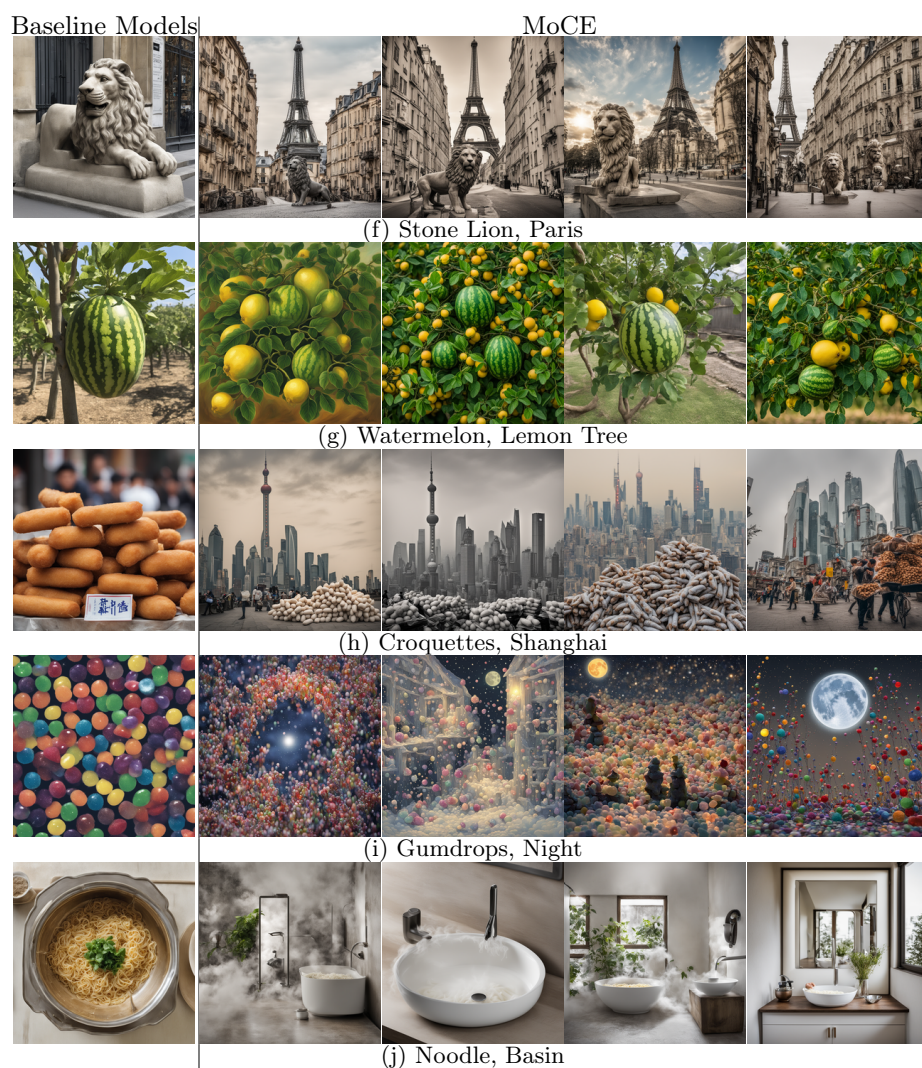 Baseline Models
MoCE
(f) Stone Lion, Paris
(g) Watermelon, Lemon Tree
(h) Croquettes, Shanghai
(i) Gumdrops, Night
(j) Noodle, Basin